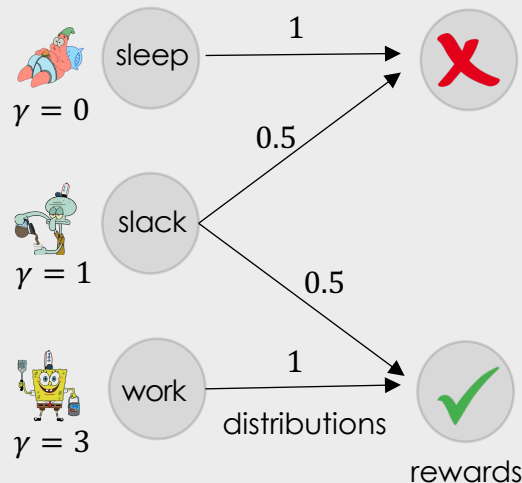 1
sleep
γ = 0
0.5
slack
γ = 1
0.5
1
work
distributions
γ = 3
rewards